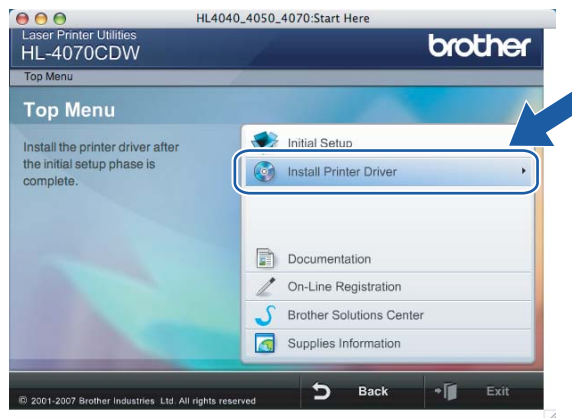 HL4040_4050_4070:Start Here
Laser Printer Utilities
HL-4070CDW
brother
Top Menu
Top Menu
Install the printer driver after
the initial setup phase is
complete.
Initial Setup
Install Printer Driver
Documentation
On-Line Registration
Brother Solutions Center
Supplies Information
© 2001-2007 Brother Industries Ltd. All rights reserved
Back
Exit